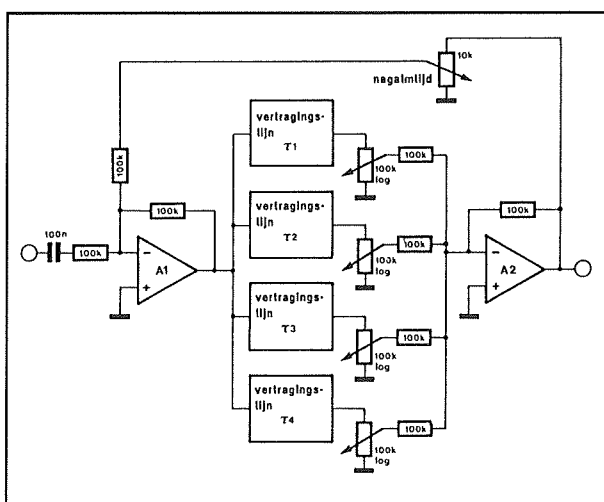 10k
nagalmtijd
vertragings-
lijn
τ1
100k
100k
log
100k
100k
100n
100k
A1
−
+
vertragings-
lijn
τ2
100k
100k
log
100k
−
A2
+
vertragings-
lijn
τ3
100k
100k
log
vertragings-
lijn
τ4
100k
100k
log